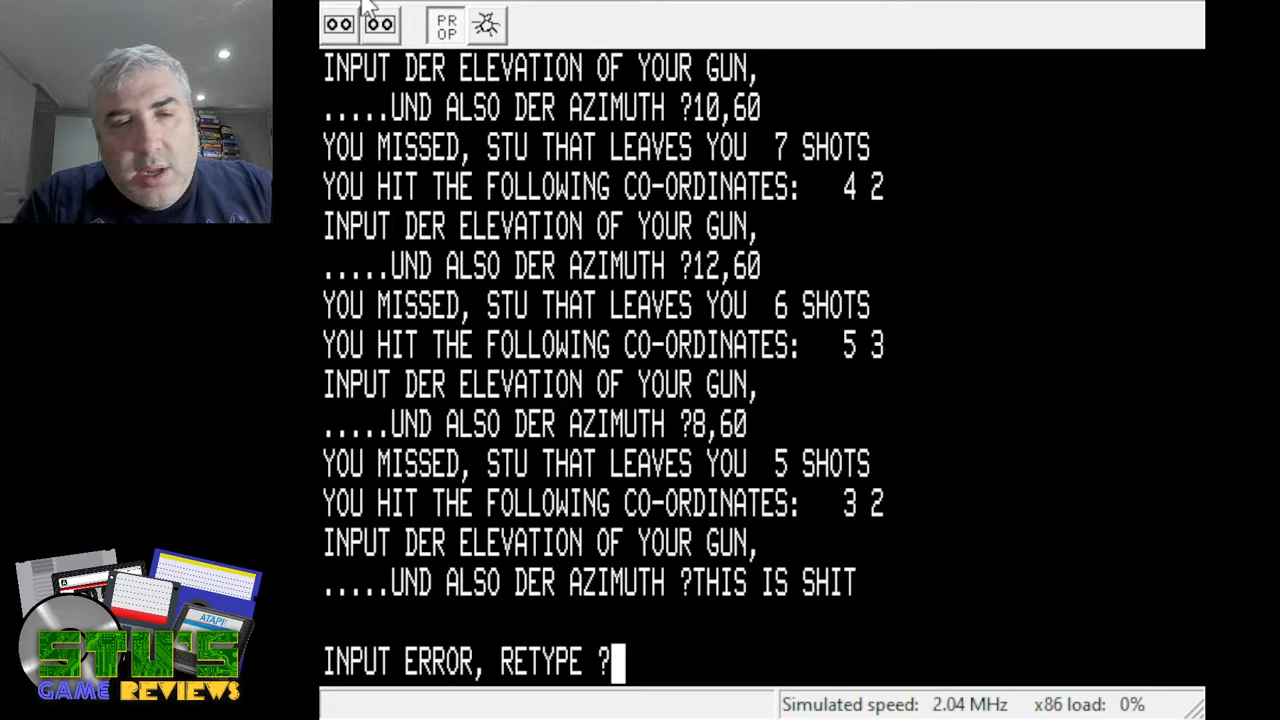 PR
OP
INPUT DER ELEVATION OF YOUR GUN,
.....UND ALSO DER AZIMUTH ?10,60
YOU MISSED, STU THAT LEAVES YOU 7 SHOTS
YOU HIT THE FOLLOWING CO-ORDINATES: 4 2
INPUT DER ELEVATION OF YOUR GUN,
.....UND ALSO DER AZIMUTH ?12,60
YOU MISSED, STU THAT LEAVES YOU 6 SHOTS
YOU HIT THE FOLLOWING CO-ORDINATES: 5 3
INPUT DER ELEVATION OF YOUR GUN,
.....UND ALSO DER AZIMUTH ?8,60
YOU MISSED, STU THAT LEAVES YOU 5 SHOTS
YOU HIT THE FOLLOWING CO-ORDINATES: 3 2
INPUT DER ELEVATION OF YOUR GUN,
.....UND ALSO DER AZIMUTH ?THIS IS SHIT
INPUT ERROR, RETYPE ?
Simulated speed: 2.04 MHz x86 load: 0%
ATARI
STU'S
GAME REVIEWS